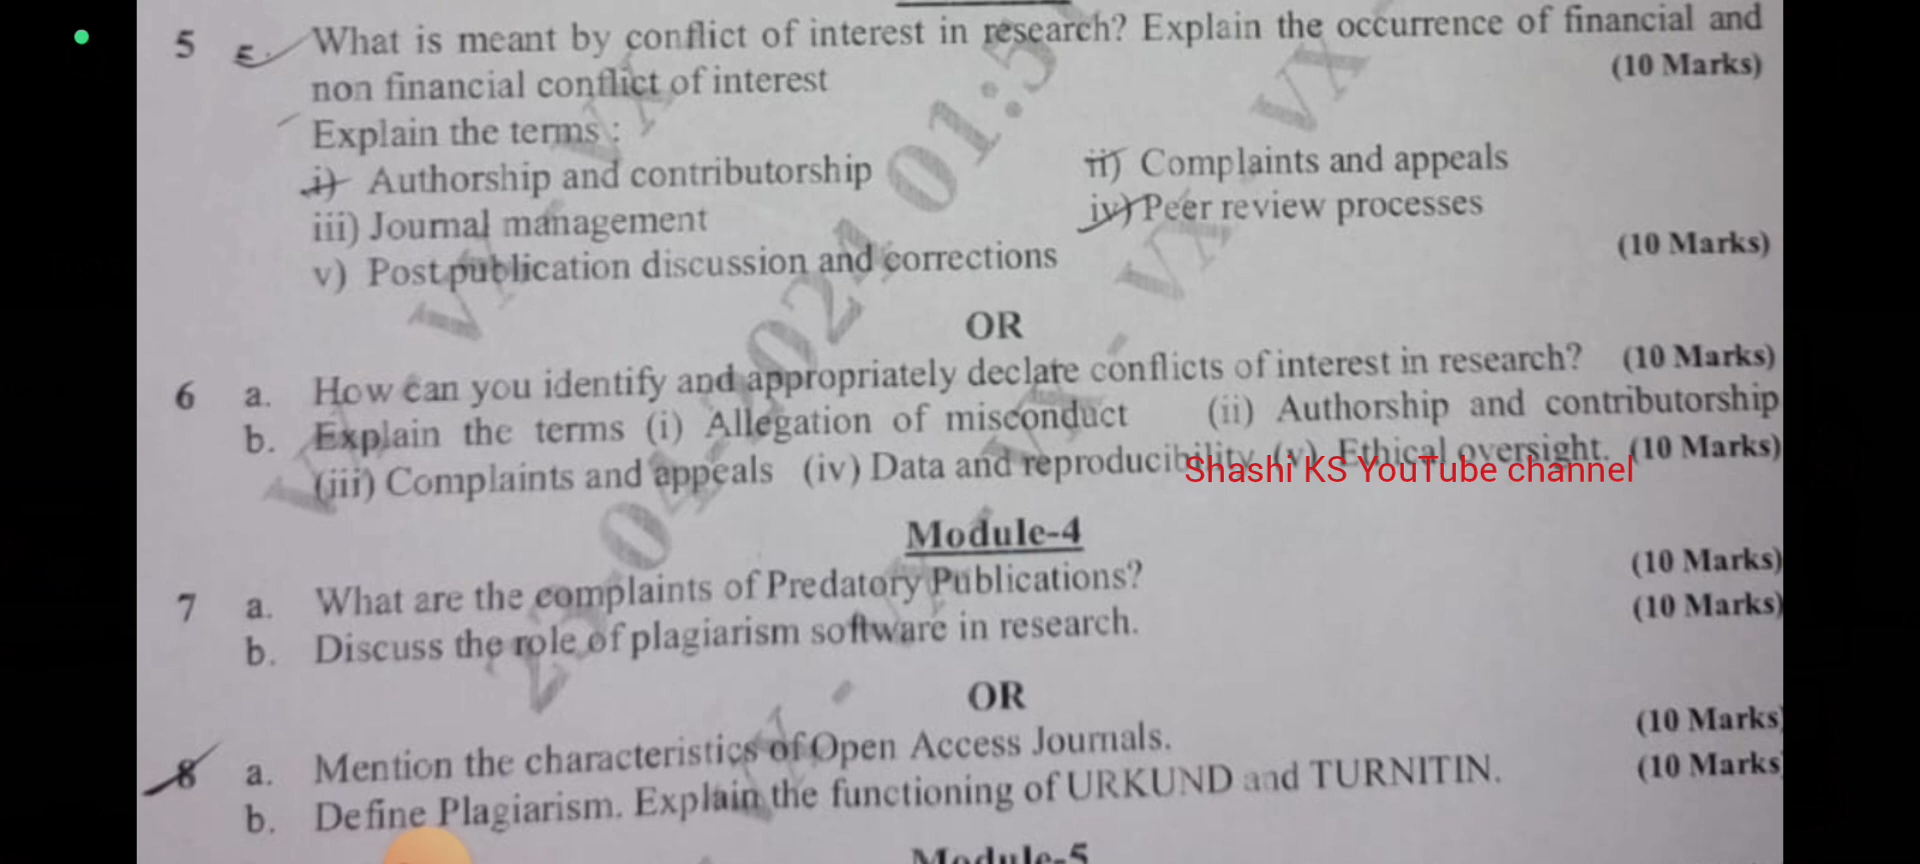 5 What is meant by conflict of interest in research? Explain the occurrence of financial and
non financial conflict of interest (10 Marks)
Explain the terms :
i) Authorship and contributorship ii) Complaints and appeals
iii) Journal management iv) Peer review processes
v) Post publication discussion and corrections (10 Marks)
OR
6 a. How can you identify and appropriately declare conflicts of interest in research? (10 Marks)
b. Explain the terms (i) Allegation of misconduct (ii) Authorship and contributorship
(iii) Complaints and appeals (iv) Data and reproducibility (v) Ethical oversight. (10 Marks)
Shashi KS YouTube channel
Module-4
7 a. What are the complaints of Predatory Publications? (10 Marks)
b. Discuss the role of plagiarism software in research. (10 Marks)
OR
8 a. Mention the characteristics of Open Access Journals. (10 Marks)
b. Define Plagiarism. Explain the functioning of URKUND and TURNITIN. (10 Marks
Module-5